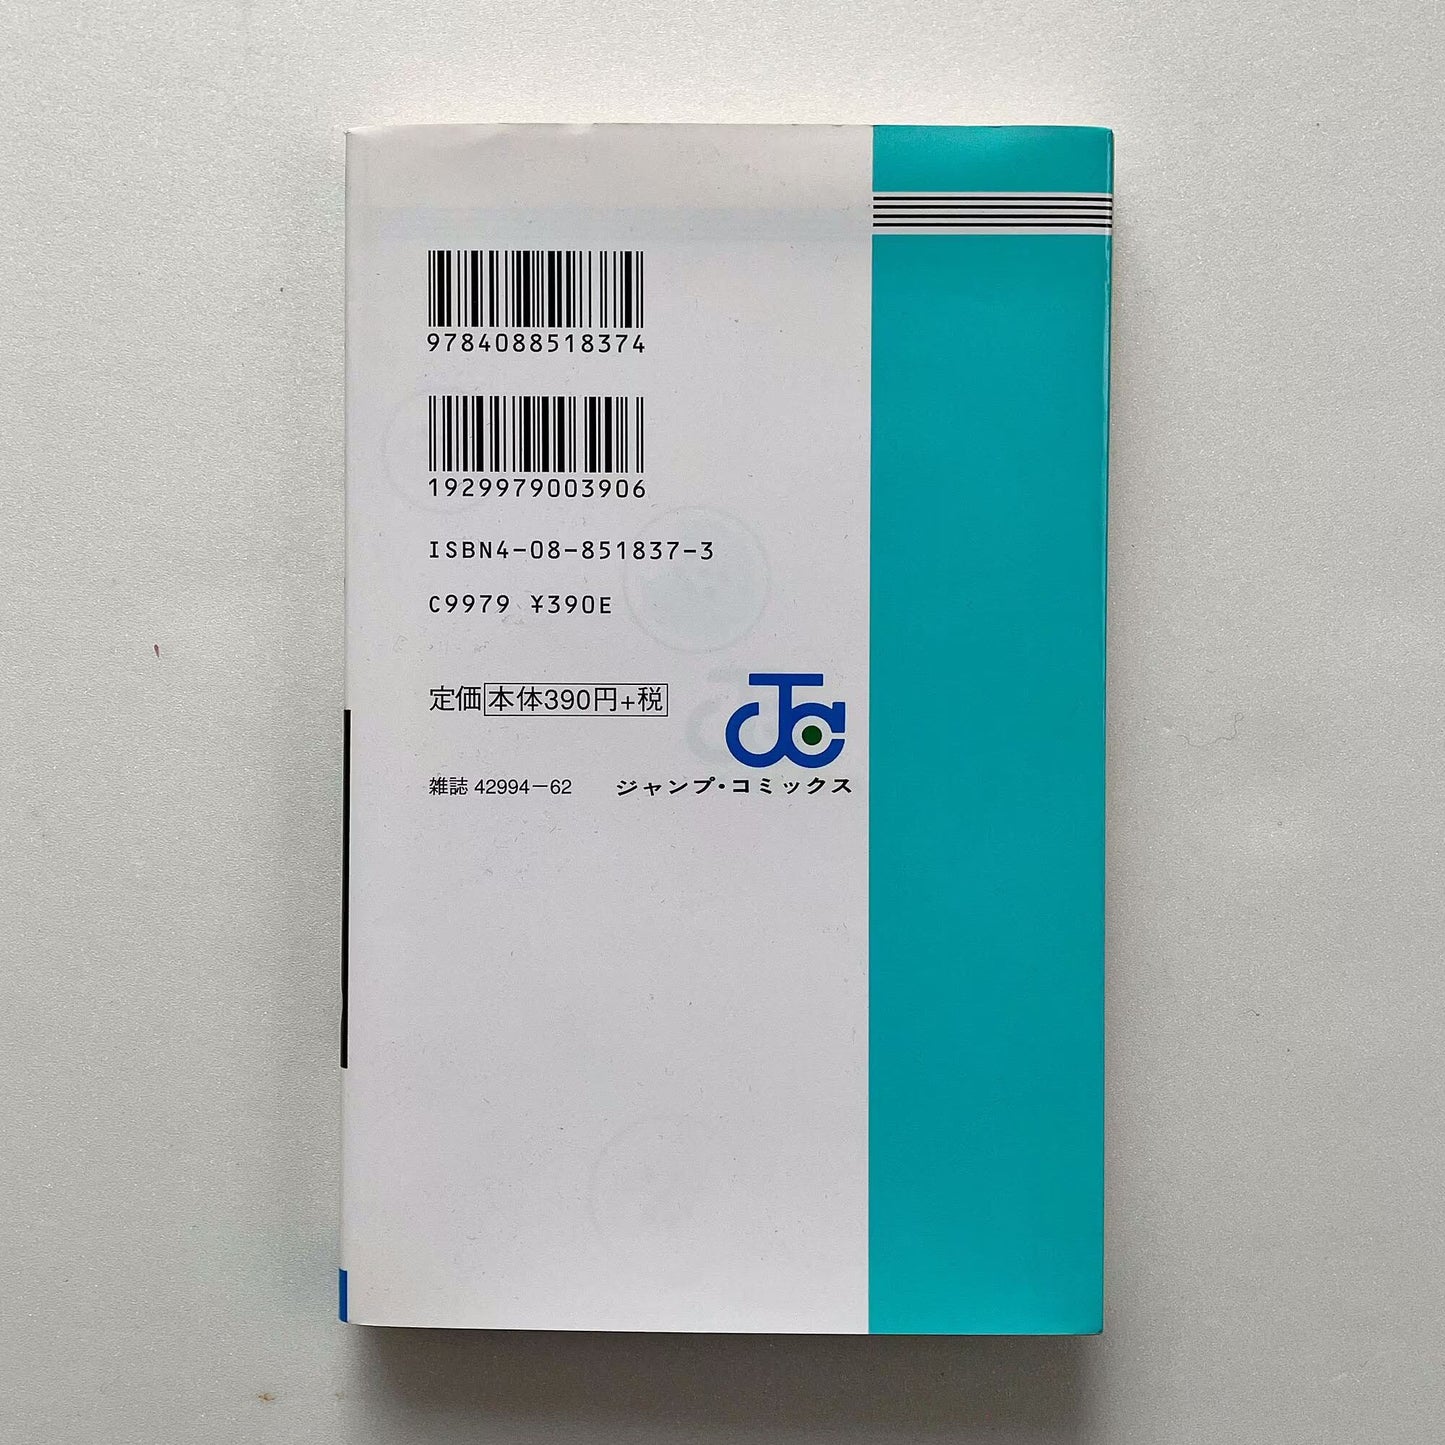 9784088518374
1929979003906
ISBN4-08-851837-3
C9979 ¥390E
定価本体390円+税
JC
雑誌 42994-62
ジャンプ・コミックス